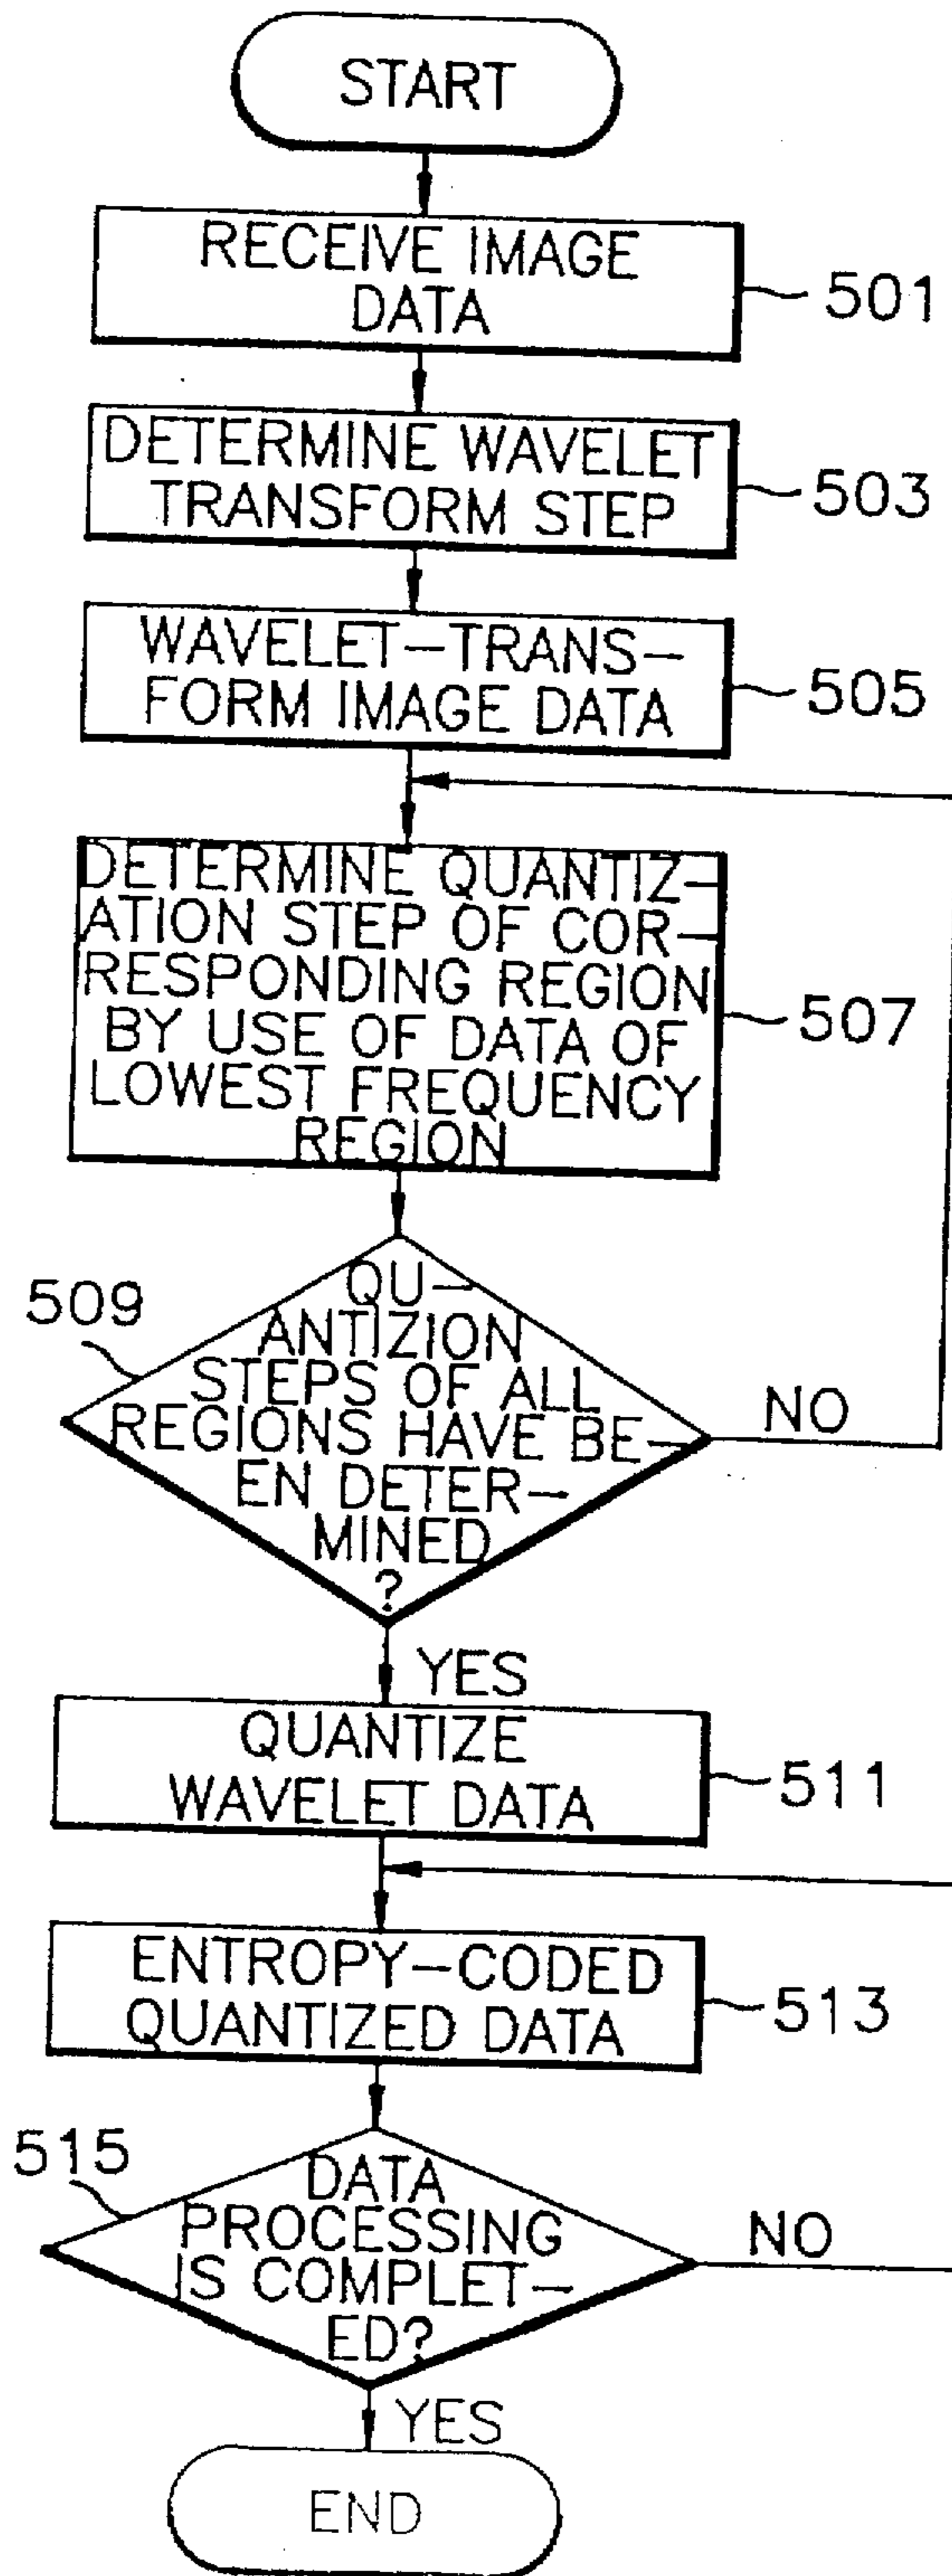 START
RECEIVE IMAGE
DATA
501
DETERMINE WAVELET
TRANSFORM STEP
503
WAVELET-TRANS-
FORM IMAGE DATA
505
DETERMINE QUANTIZ-
ATION STEP OF COR-
RESPONDING REGION
BY USE OF DATA OF
LOWEST FREQUENCY
REGION
507
509
QU-
ANTIZION
STEPS OF ALL
REGIONS HAVE BE-
EN DETER-
MINED
?
NO
YES
QUANTIZE
WAVELET DATA
511
ENTROPY-CODED
QUANTIZED DATA
513
515
DATA
PROCESSING
IS COMPLET-
ED?
NO
YES
END